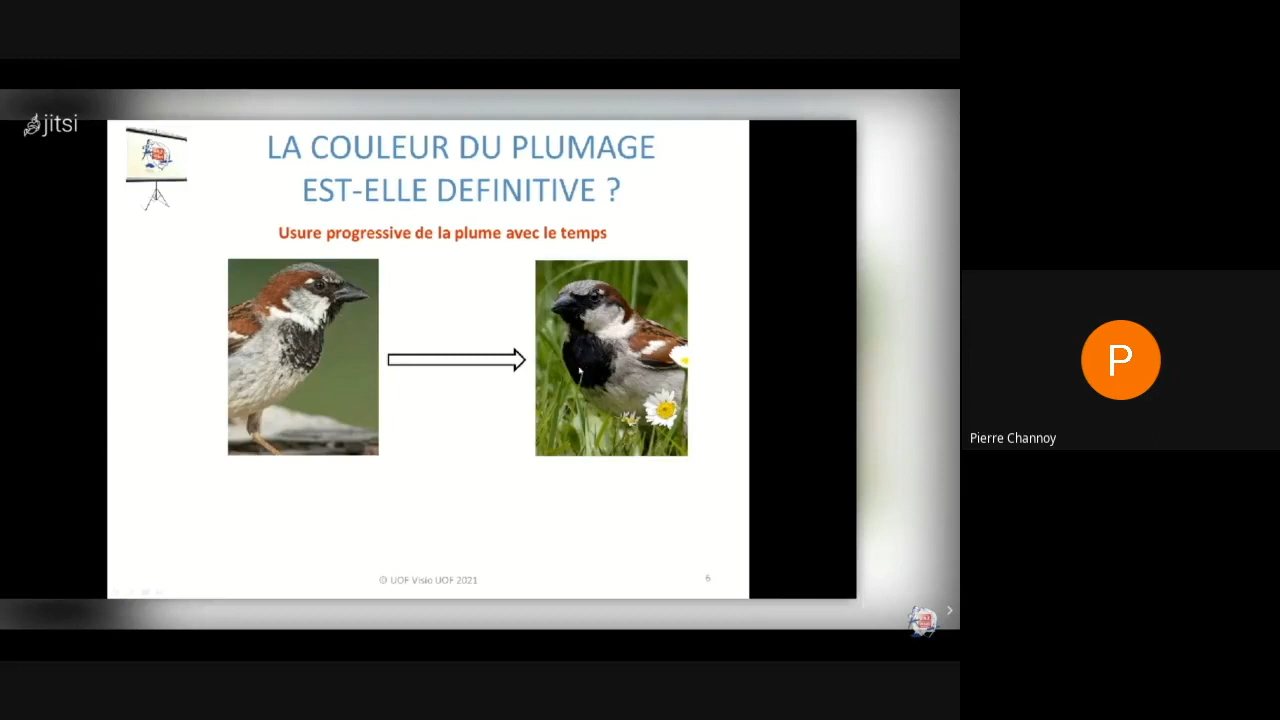 jitsi
LA COULEUR DU PLUMAGE
EST-ELLE DEFINITIVE ?
Usure progressive de la plume avec le temps
© UOF Visio UOF 2021
6
P
Pierre Channoy